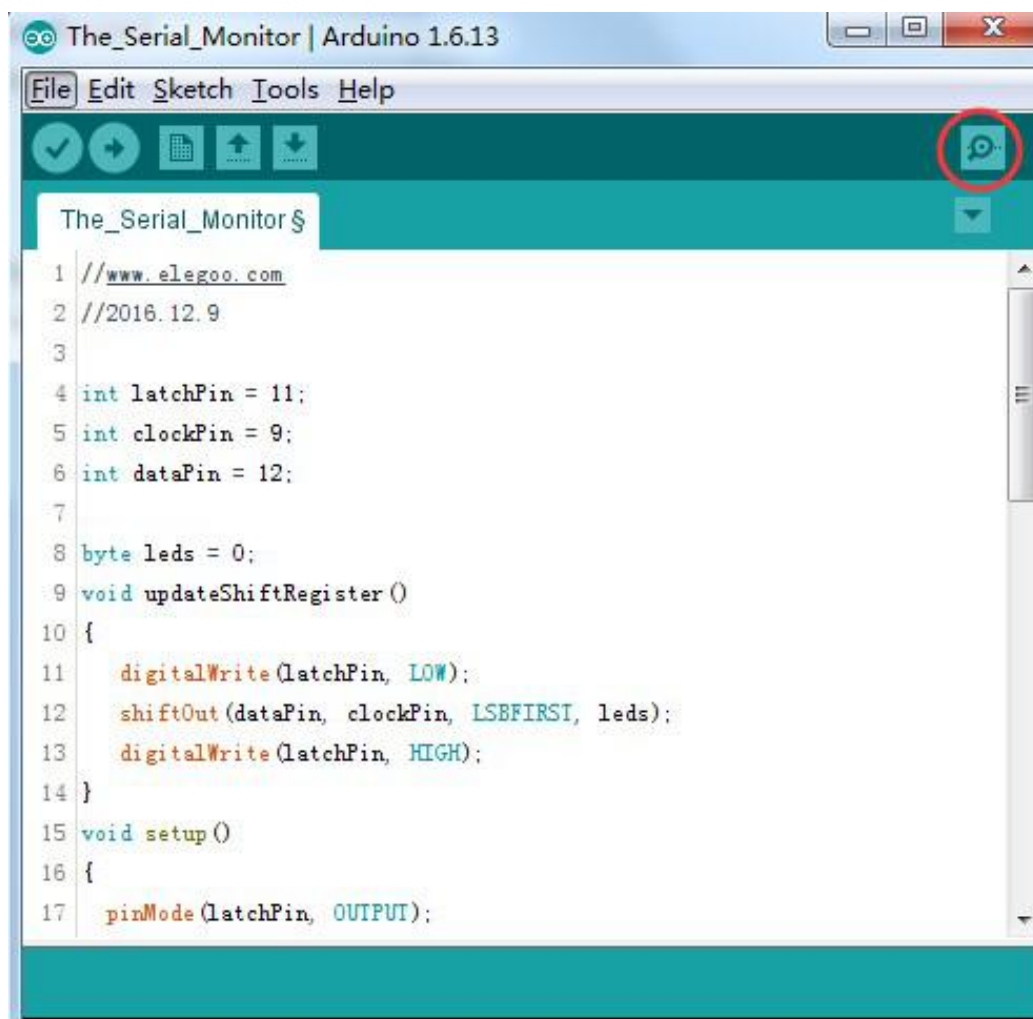 The_Serial_Monitor | Arduino 1.6.13
File Edit Sketch Tools Help
The_Serial_Monitor §
1 //www.elegoo.com
2 //2016.12.9
3
4 int latchPin = 11;
5 int clockPin = 9;
6 int dataPin = 12;
7
8 byte leds = 0;
9 void updateShiftRegister()
10 {
11 digitalWrite(latchPin, LOW);
12 shiftOut(dataPin, clockPin, LSBFIRST, leds);
13 digitalWrite(latchPin, HIGH);
14 }
15 void setup()
16 {
17 pinMode(latchPin, OUTPUT);